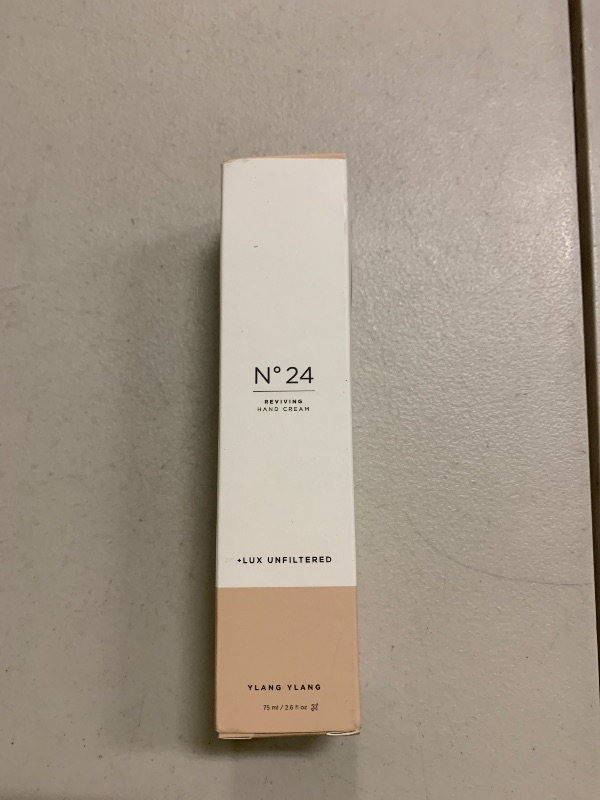 N° 24
REVIVING
HAND CREAM
+LUX UNFILTERED
YLANG YLANG
75 ml / 2.6 fl oz